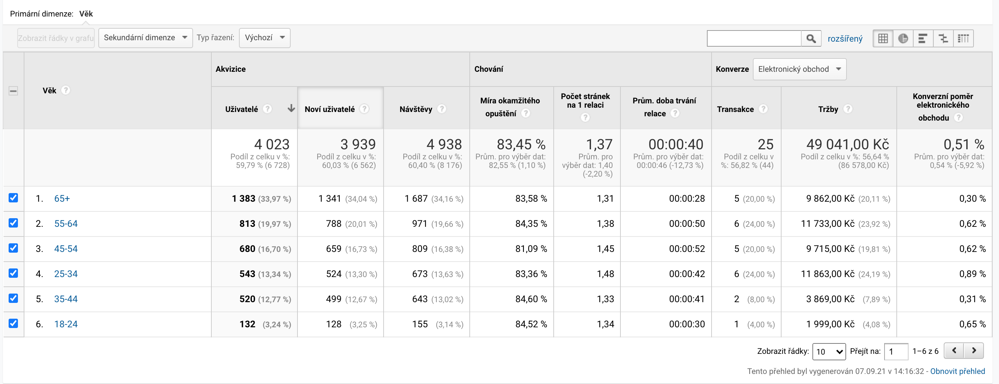 Primární dimenze: Věk
Zobrazit řádky v grafu Sekundární dimenze Typ řazení: Výchozí rozšířený
Věk ?
Akvizice Chování Konverze Elektronický obchod
Uživatelé ? Noví uživatelé ? Návštěvy ? Míra okamžitého opuštění ? Počet stránek na 1 relaci ? Prům. doba trvání relace ? Transakce ? Tržby ? Konverzní poměr elektronického obchodu ?
4 023 3 939 4 938 83,45 % 1,37 00:00:40 25 49 041,00 Kč 0,51 %
Podíl z celku v %: 59,79 % (6 728) Podíl z celku v %: 60,03 % (6 562) Podíl z celku v %: 60,40 % (8 176) Prům. pro výběr dat: 82,55 % (1,10 %) Prům. pro výběr dat: 1,40 (-2,20 %) Prům. pro výběr dat: 00:00:46 (-12,73 %) Podíl z celku v %: 56,82 % (44) Podíl z celku v %: 56,64 % (86 578,00 Kč) Prům. pro výběr dat: 0,54 % (-5,92 %)
1. 65+ 1 383 (33,97 %) 1 341 (34,04 %) 1 687 (34,16 %) 83,58 % 1,31 00:00:28 5 (20,00 %) 9 862,00 Kč (20,11 %) 0,30 %
2. 55-64 813 (19,97 %) 788 (20,01 %) 971 (19,66 %) 84,35 % 1,38 00:00:50 6 (24,00 %) 11 733,00 Kč (23,92 %) 0,62 %
3. 45-54 680 (16,70 %) 659 (16,73 %) 809 (16,38 %) 81,09 % 1,45 00:00:52 5 (20,00 %) 9 715,00 Kč (19,81 %) 0,62 %
4. 25-34 543 (13,34 %) 524 (13,30 %) 673 (13,63 %) 83,36 % 1,48 00:00:42 6 (24,00 %) 11 863,00 Kč (24,19 %) 0,89 %
5. 35-44 520 (12,77 %) 499 (12,67 %) 643 (13,02 %) 84,60 % 1,33 00:00:41 2 (8,00 %) 3 869,00 Kč (7,89 %) 0,31 %
6. 18-24 132 (3,24 %) 128 (3,25 %) 155 (3,14 %) 84,52 % 1,34 00:00:30 1 (4,00 %) 1 999,00 Kč (4,08 %) 0,65 %
Zobrazit řádky: 10 Přejít na: 1 1–6 z 6
Tento přehled byl vygenerován 07.09.21 v 14:16:32 - Obnovit přehled